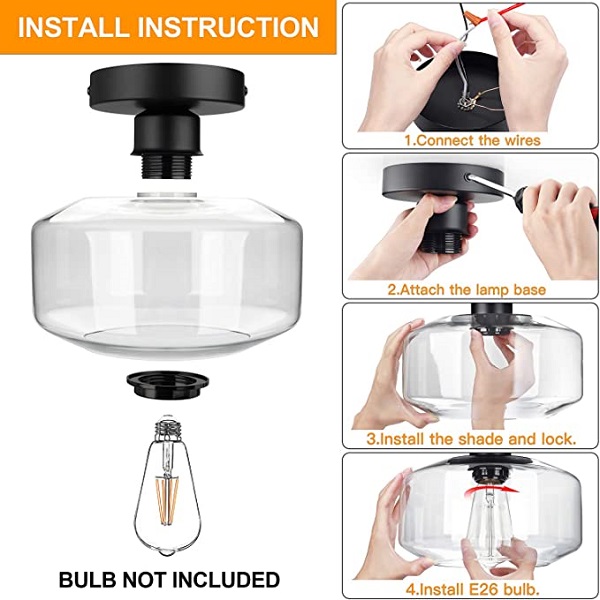 INSTALL INSTRUCTION
1.Connect the wires
2.Attach the lamp base
3.Install the shade and lock.
4.Install E26 bulb.
BULB NOT INCLUDED